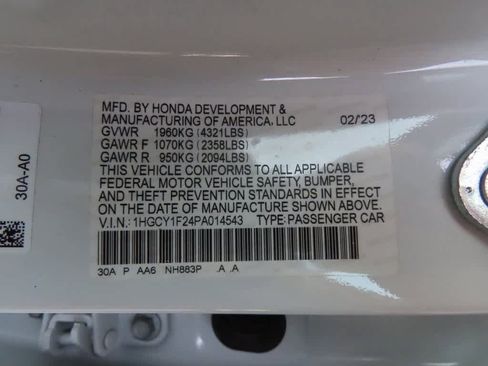 MFD. BY HONDA DEVELOPMENT &
MANUFACTURING OF AMERICA, LLC 02/23
GVWR 1960KG (4321LBS)
GAWR F 1070KG (2358LBS)
GAWR R 950KG (2094LBS)
THIS VEHICLE CONFORMS TO ALL APPLICABLE
FEDERAL MOTOR VEHICLE SAFETY, BUMPER,
AND THEFT PREVENTION STANDARDS IN EFFECT
ON THE DATE OF MANUFACTURE SHOWN ABOVE.
V.I.N.: 1HGCY1F24PA014543 TYPE: PASSENGER CAR
30A P AA6 NH883P .A .A
30A-A0